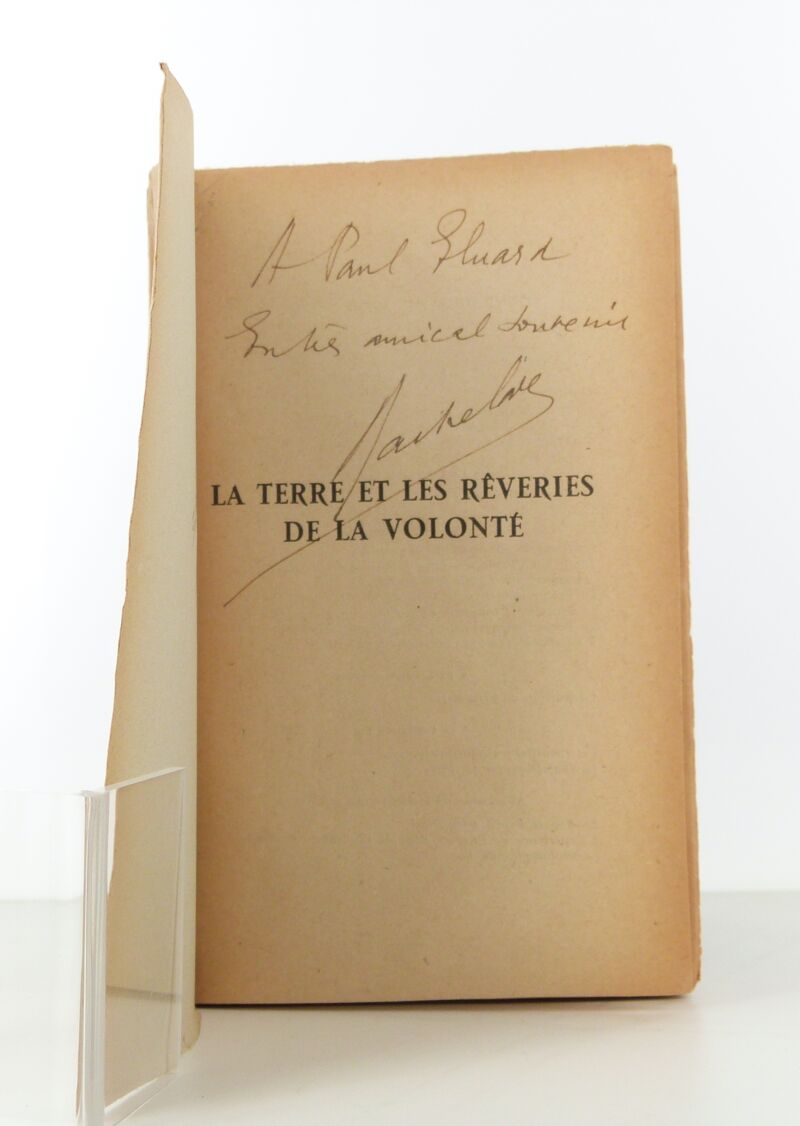 A Paul Eluard
En très amical souvenir
Bachelard
LA TERRE ET LES RÊVERIES
DE LA VOLONTÉ